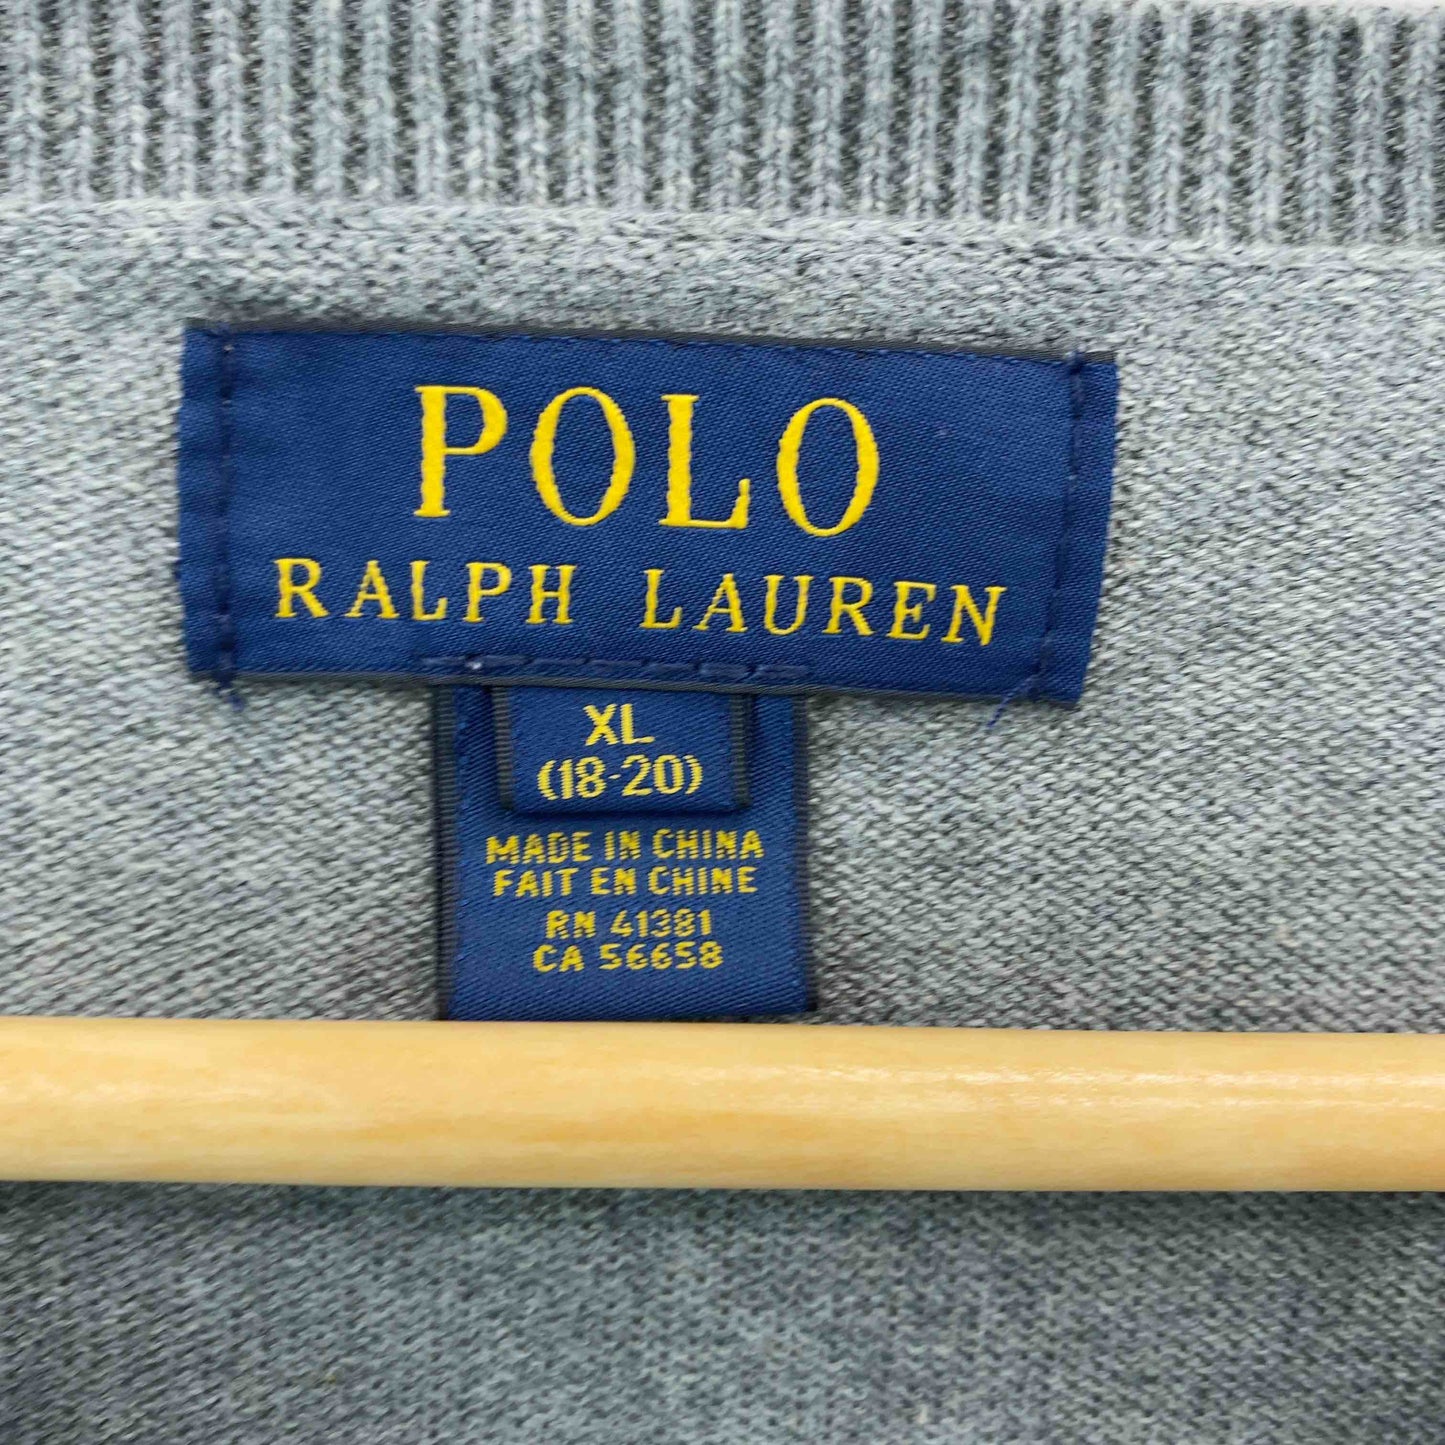 POLO
RALPH LAUREN
XL
(18-20)
MADE IN CHINA
FAIT EN CHINE
RN 41381
CA 56658